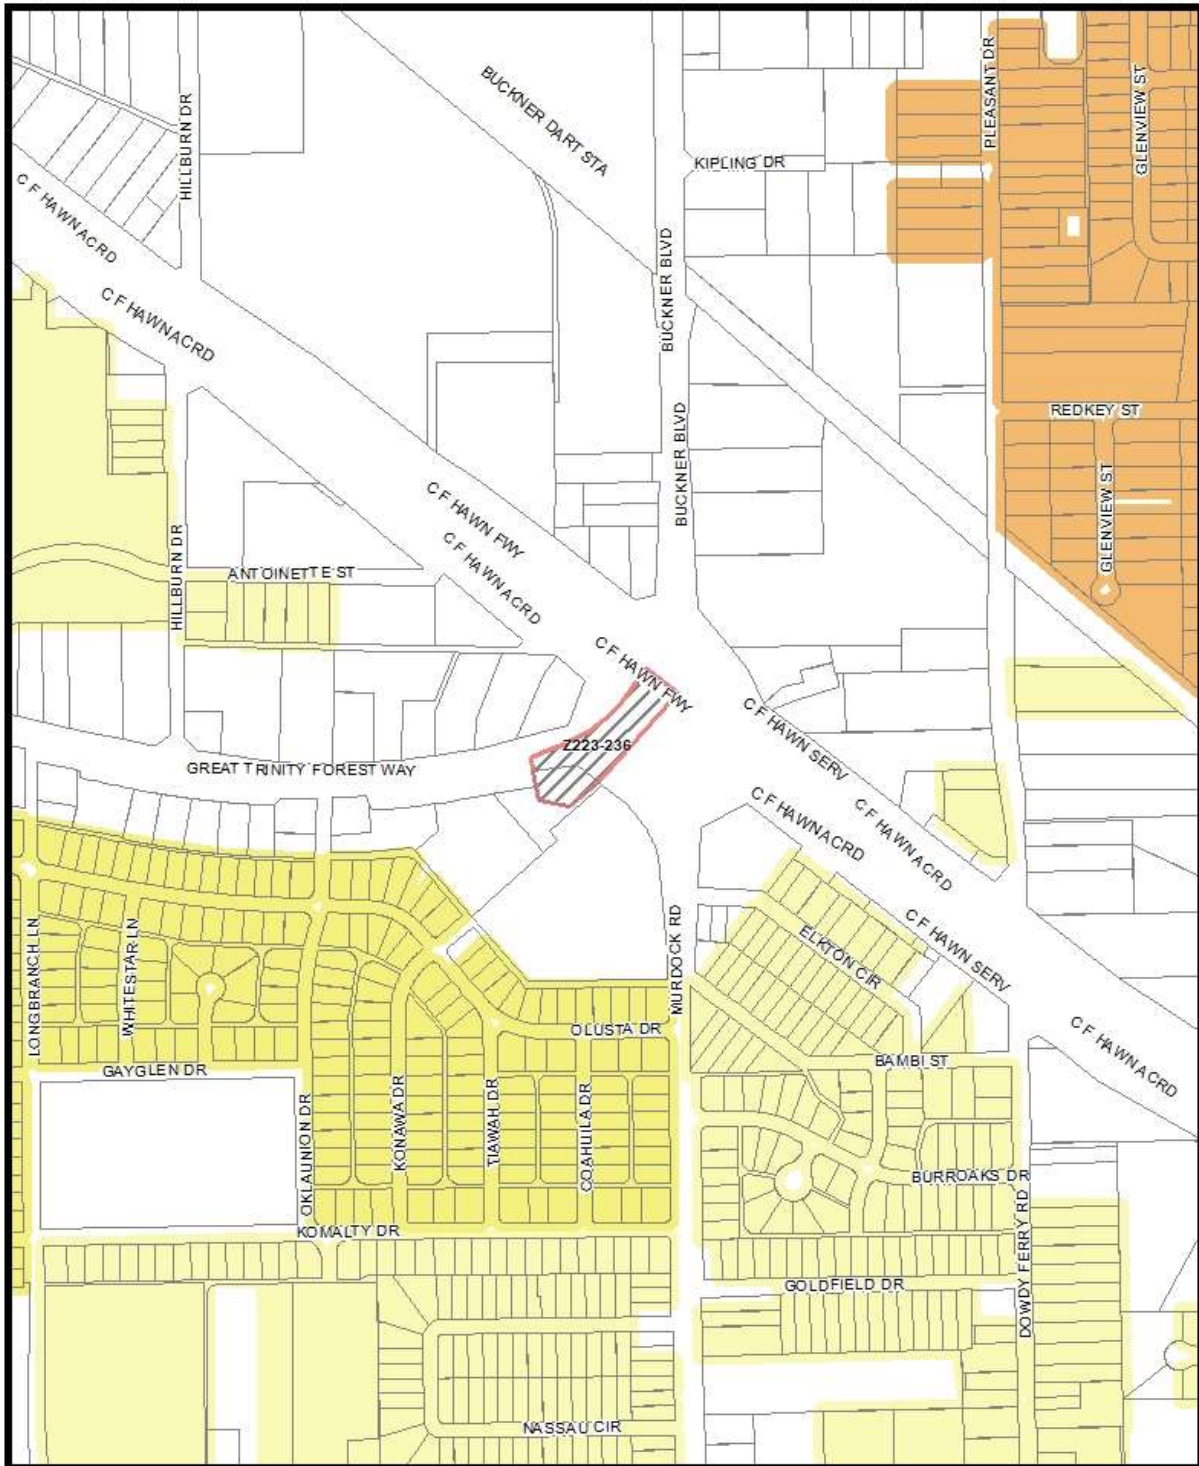 BUCKNER DART STA
HILLBURN DR
PLEASANT DR
GLENVIEW ST
KIPLING DR
C F HAWN ACRD
BUCKNER BLVD
C F HAWN ACRD
REDKEY ST
BUCKNER BLVD
GLENVIEW ST
C F HAWN FWY
HILLBURN DR
ANTOINETTE ST
C F HAWN ACRD
C F HAWN FWY
Z223-236
C F HAWN SERV
GREAT TRINITY FOREST WAY
C F HAWN ACRD
C F HAWN ACRD
LONGBRANCH LN
WHITESTAR LN
MURDOCK RD
ELKTON CIR
C F HAWN SERV
OLUSTA DR
C F HAWN ACRD
BAMBI ST
GAYGLEN DR
OKLAUNION DR
KONAWA DR
TIAWAH DR
COAHUILA DR
BURROAKS DR
KOMALTY DR
DOWDY FERRY RD
GOLDFIELD DR
NASSAU CIR